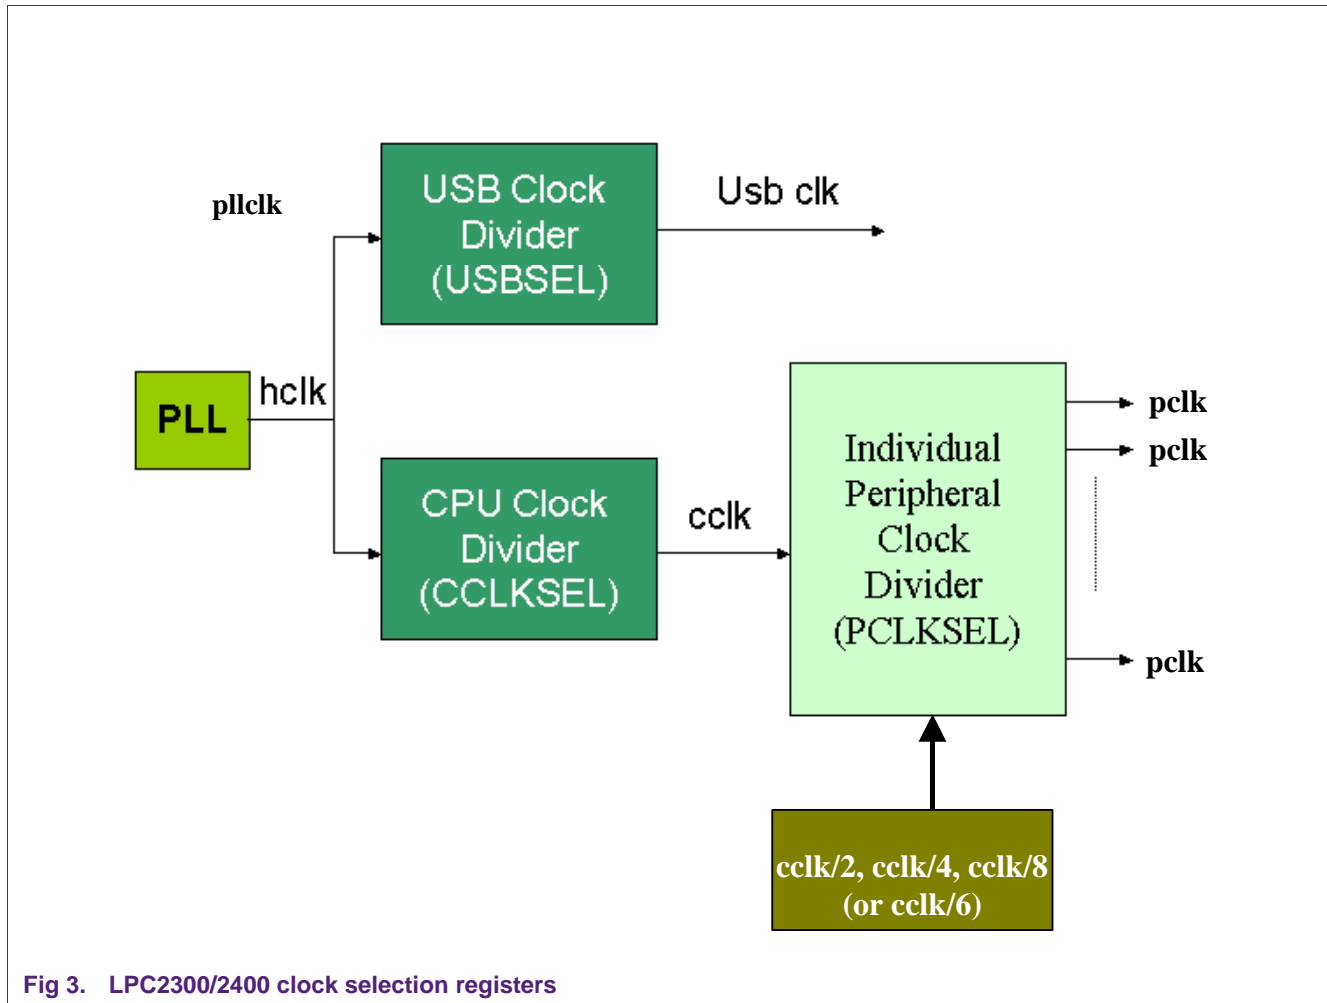 pllclk
USB Clock
Divider
(USBSEL)
Usb clk
PLL
hclk
CPU Clock
Divider
(CCLKSEL)
cclk
Individual
Peripheral
Clock
Divider
(PCLKSEL)
pclk
pclk
pclk
cclk/2, cclk/4, cclk/8
(or cclk/6)
Fig 3. LPC2300/2400 clock selection registers